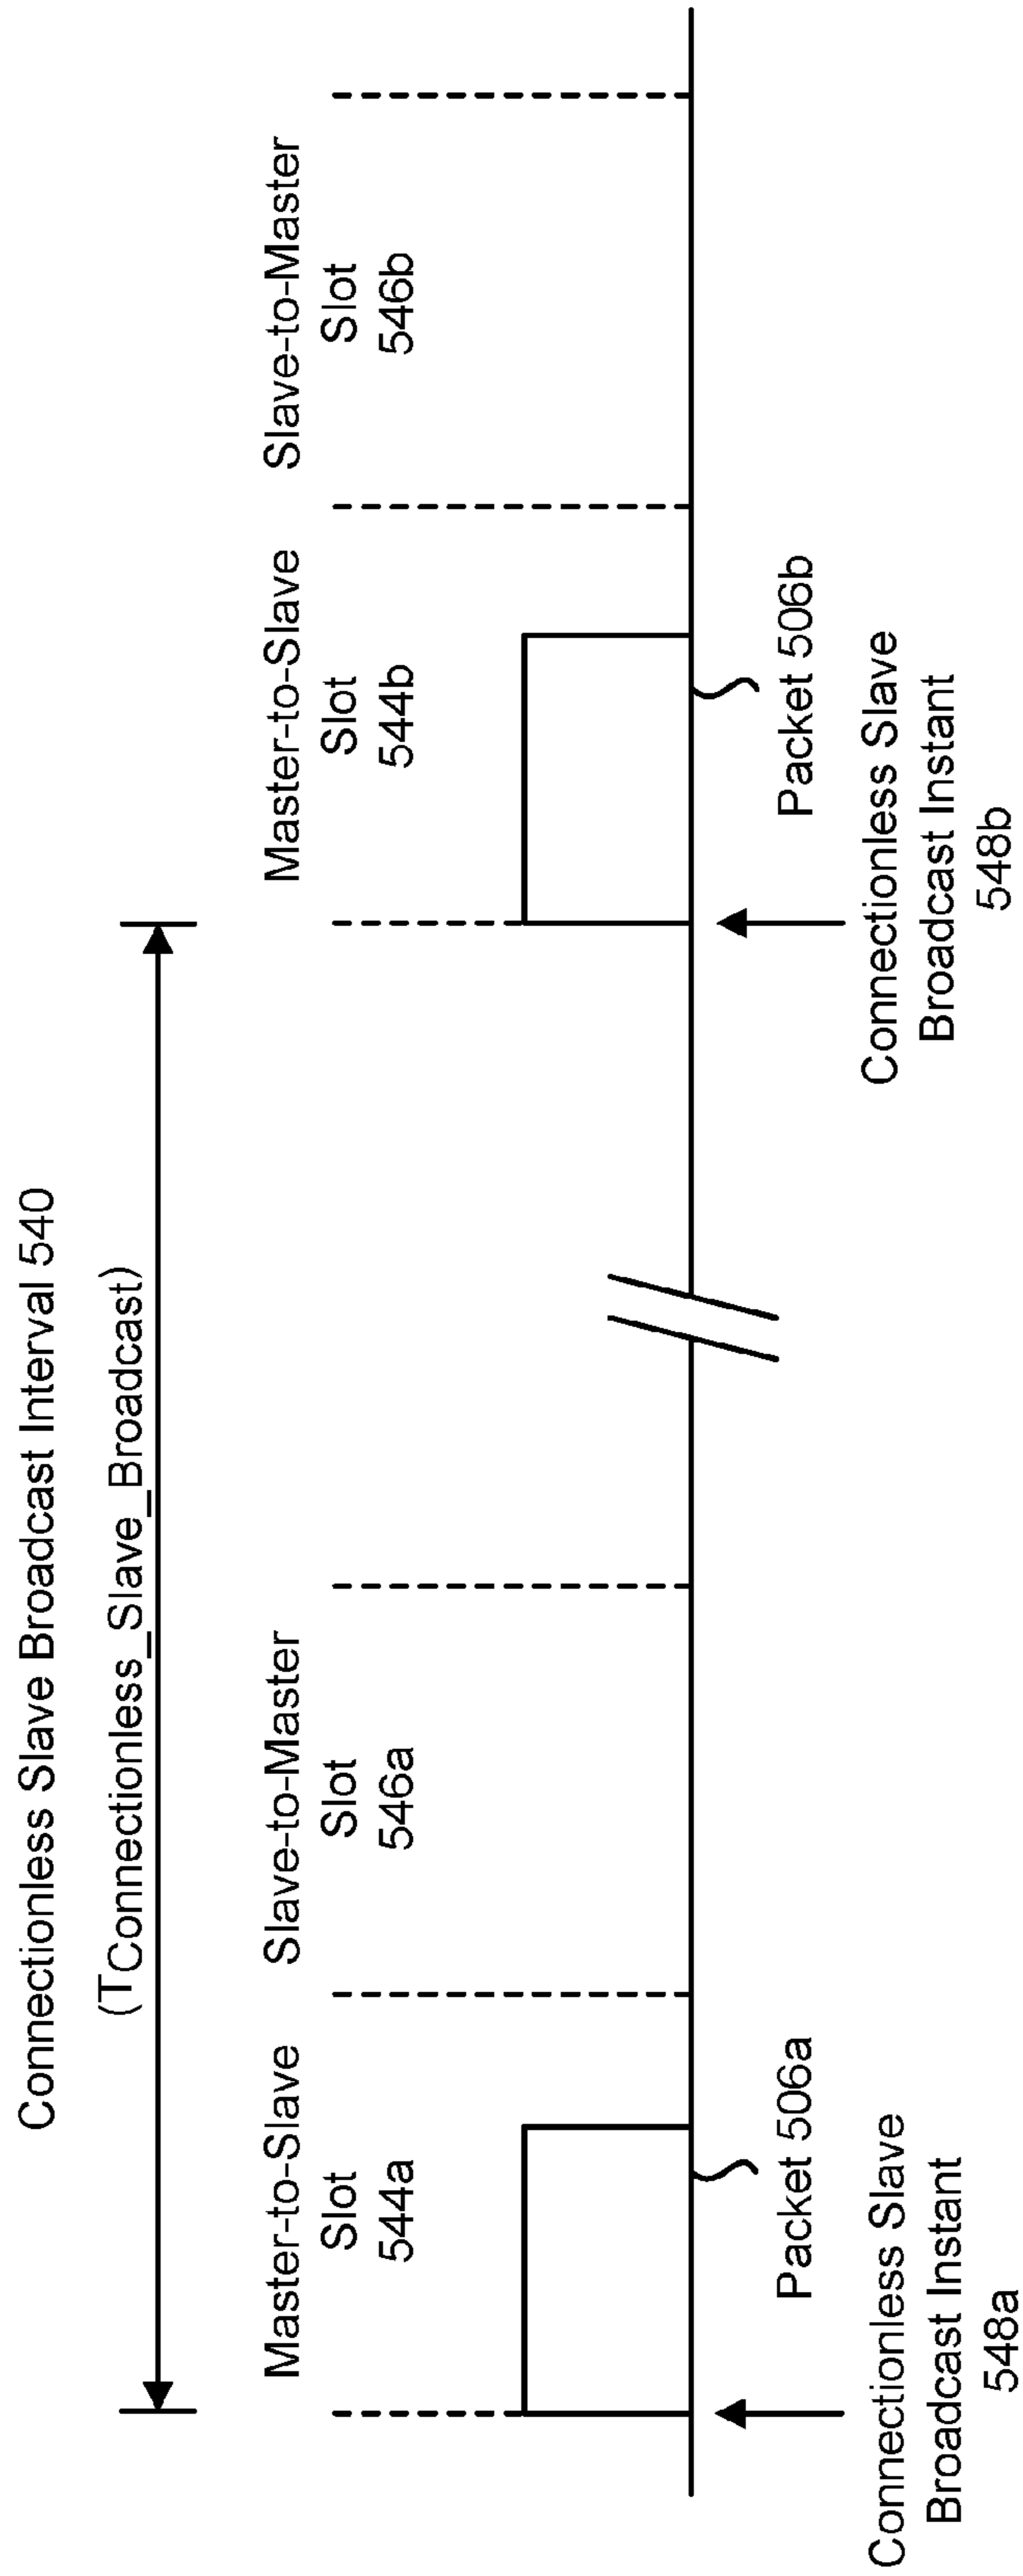 Connectionless Slave Broadcast Interval 540
(TConnectionless_Slave_Broadcast)
Master-to-Slave
Slot
544a
Slave-to-Master
Slot
546a
Master-to-Slave
Slot
544b
Slave-to-Master
Slot
546b
Packet 506a
Connectionless Slave
Broadcast Instant
548a
Packet 506b
Connectionless Slave
Broadcast Instant
548b